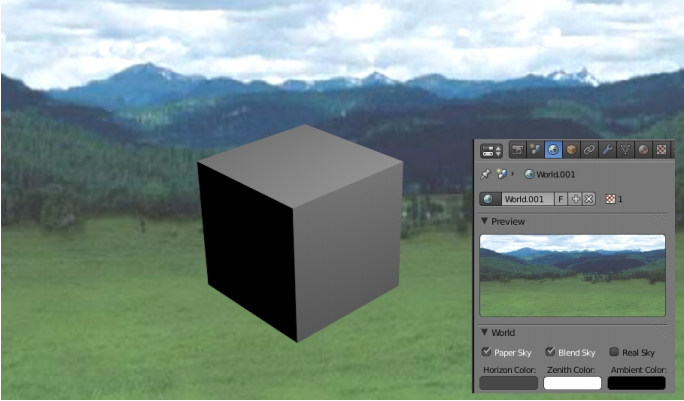 World.001
World.001 F 1
Preview
World
Paper Sky Blend Sky Real Sky
Horizon Color: Zenith Color: Ambient Color: